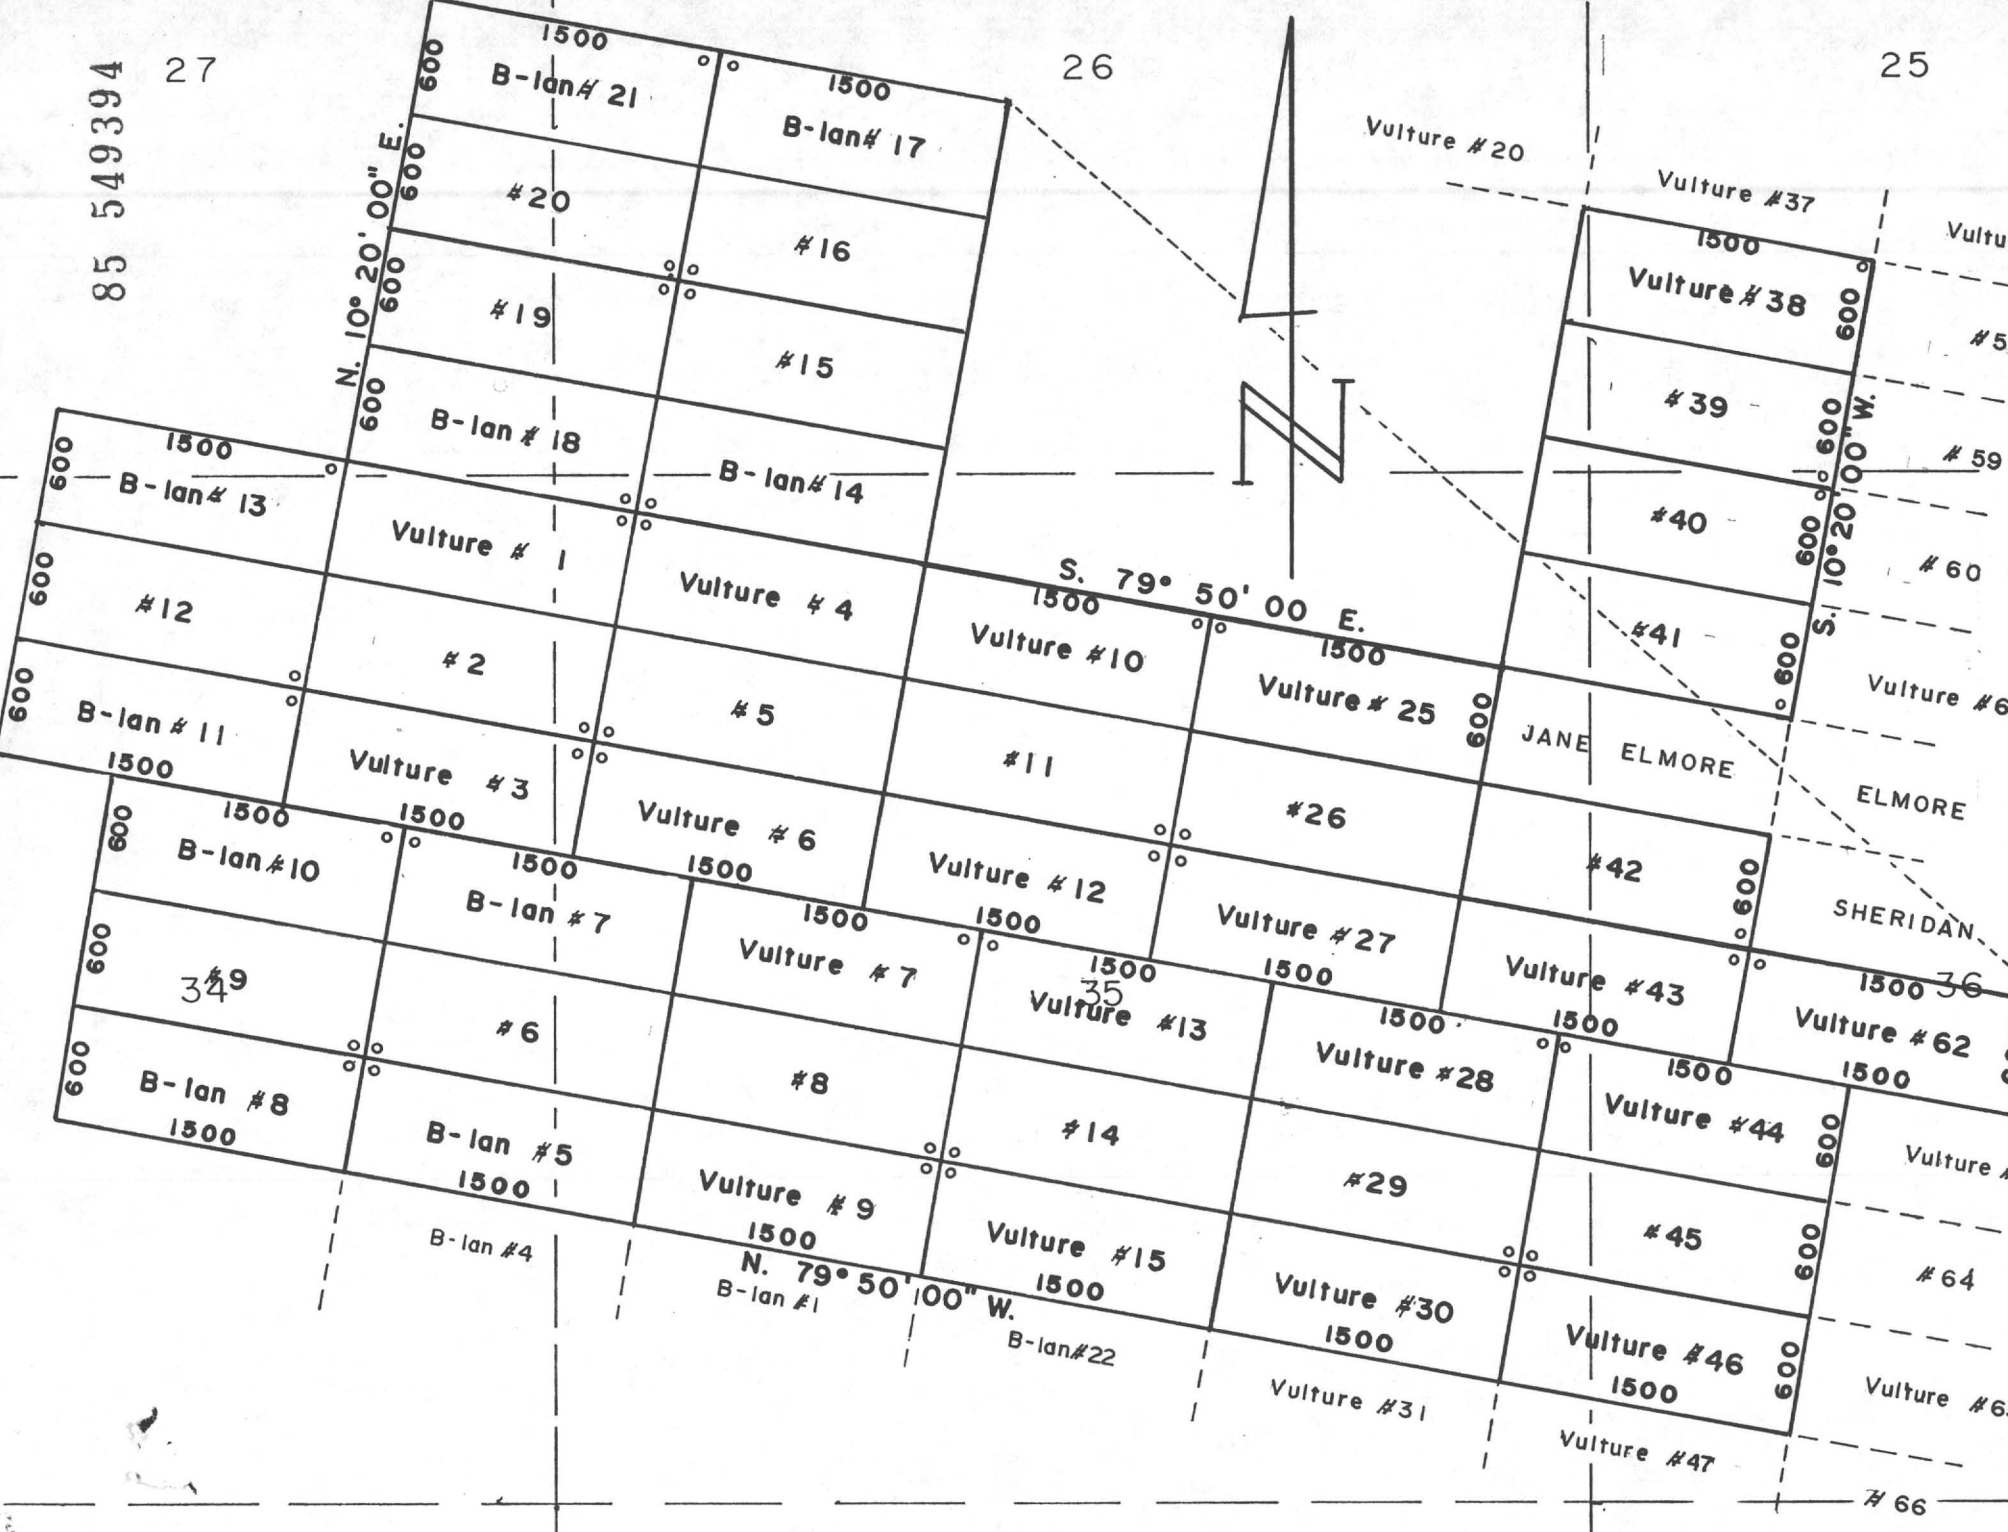 85 549394
27
26
25
1500
600
B-lan# 21
1500
B-lan# 17
Vulture #20
Vulture #37
600
#20
#16
1500
Vulture #38
600
N. 10° 20' 00" E.
600
#19
#15
#39
600
600
B-lan # 18
B-lan# 14
N
#59
1500
600
B-lan# 13
Vulture # 1
Vulture #4
#40
600
S. 10° 20' 00" W.
#60
S. 79° 50' 00 E.
600
#12
#2
#5
1500
Vulture #10
1500
Vulture # 25
600
#41
600
600
B-lan # 11
1500
Vulture #3
Vulture #6
#11
#26
JANE ELMORE
ELMORE
1500
1500
1500
1500
1500
1500
600
B-lan #10
B-lan #7
Vulture #7
Vulture #12
Vulture #27
#42
600
SHERIDAN
600
#9
34
#6
#8
1500
35
Vulture #13
1500
1500
Vulture #28
Vulture #43
1500
1500
1500
36
Vulture #62
1500
600
B-lan #8
1500
B-lan #5
1500
Vulture #9
1500
#14
#29
Vulture #44
600
B-lan #4
N. 79° 50' 00" W.
B-lan #1
Vulture #15
1500
Vulture #30
1500
#45
600
#64
B-lan#22
Vulture #31
Vulture #46
1500
600
Vulture #47
#66